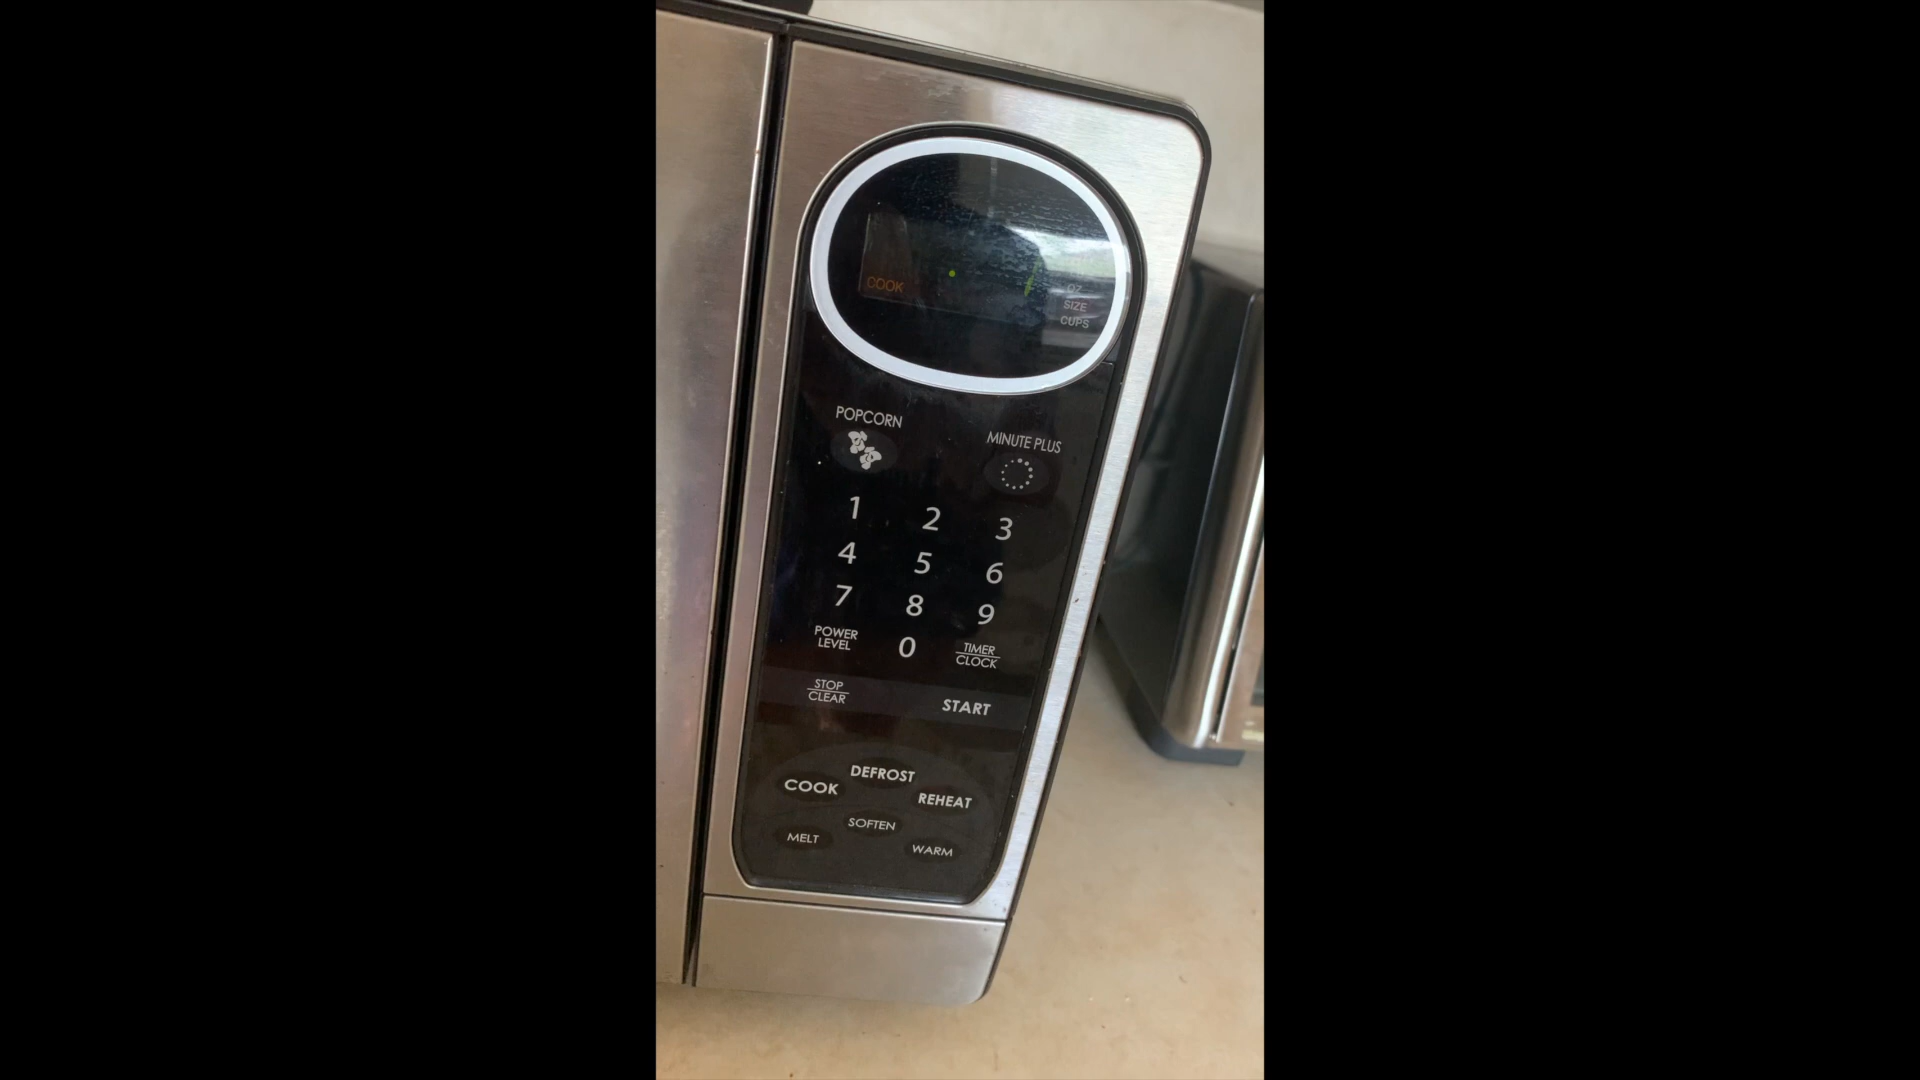 COOK
OZ
SIZE
CUPS
POPCORN
MINUTE PLUS
1 2 3
4 5 6
7 8 9
POWER
LEVEL
0
TIMER
CLOCK
STOP
CLEAR
START
DEFROST
COOK
REHEAT
SOFTEN
MELT
WARM